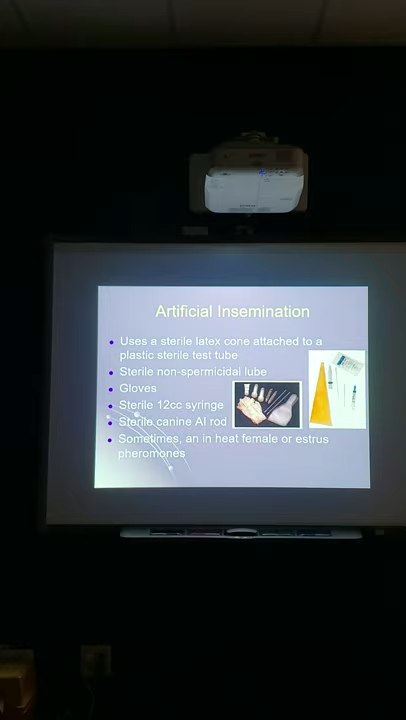 Artificial Insemination
Uses a sterile latex cone attached to a
plastic sterile test tube
Sterile non-spermicidal lube
Gloves
Sterile 12cc syringe
Sterile canine AI rod
Sometimes, an in heat female or estrus
pheromones